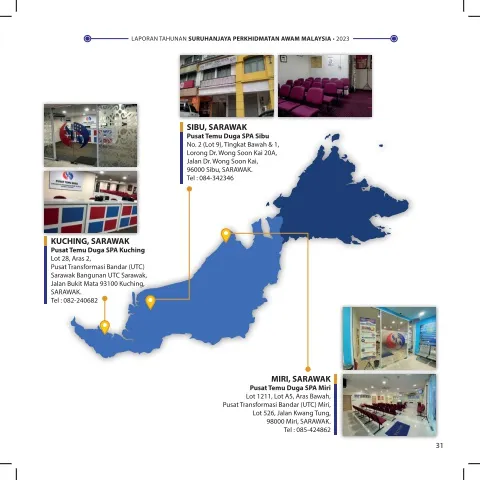 LAPORAN TAHUNAN SURUHANJAYA PERKHIDMATAN AWAM MALAYSIA • 2023
SIBU, SARAWAK
Pusat Temu Duga SPA Sibu
No. 2 (Lot 9), Tingkat Bawah & 1,
Lorong Dr. Wong Soon Kai 20A,
Jalan Dr. Wong Soon Kai,
96000 Sibu, SARAWAK.
Tel : 084-342346
KUCHING, SARAWAK
Pusat Temu Duga SPA Kuching
Lot 28, Aras 2,
Pusat Transformasi Bandar (UTC)
Sarawak Bangunan UTC Sarawak,
Jalan Bukit Mata 93100 Kuching,
SARAWAK.
Tel : 082-240682
MIRI, SARAWAK
Pusat Temu Duga SPA Miri
Lot 1211, Lot A5, Aras Bawah,
Pusat Transformasi Bandar (UTC) Miri,
Lot 526, Jalan Kwang Tung,
98000 Miri, SARAWAK.
Tel : 085-424862
31